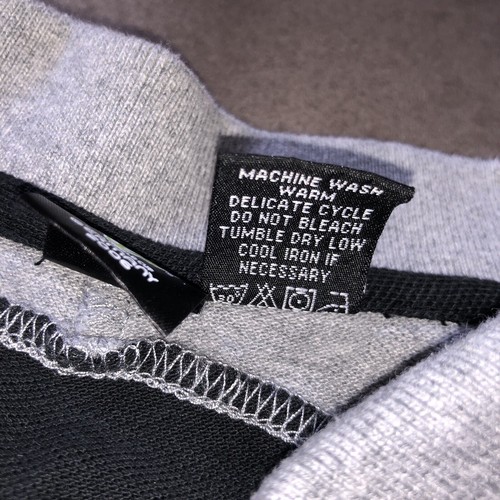 MACHINE WASH
WARM
DELICATE CYCLE
DO NOT BLEACH
TUMBLE DRY LOW
COOL IRON IF
NECESSARY